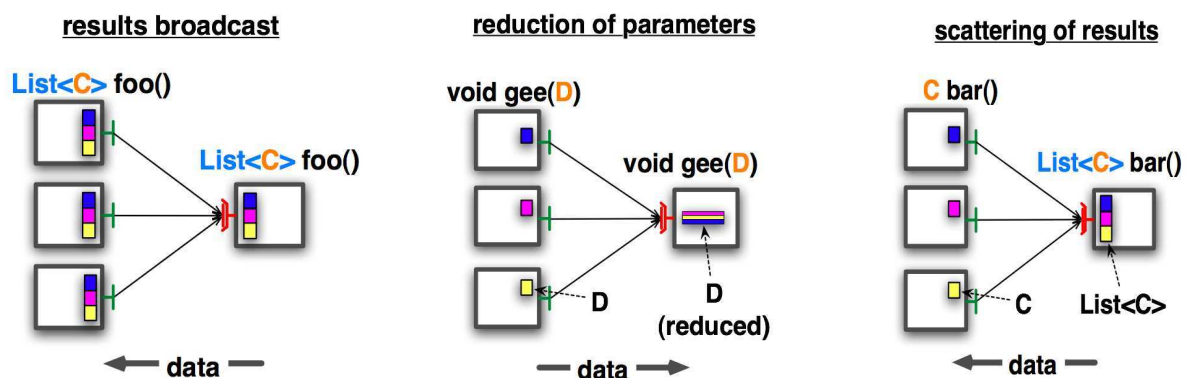 results broadcast
List<C> foo()
List<C> foo()
data
reduction of parameters
void gee(D)
void gee(D)
D
D
(reduced)
data
scattering of results
C bar()
List<C> bar()
C
List<C>
data